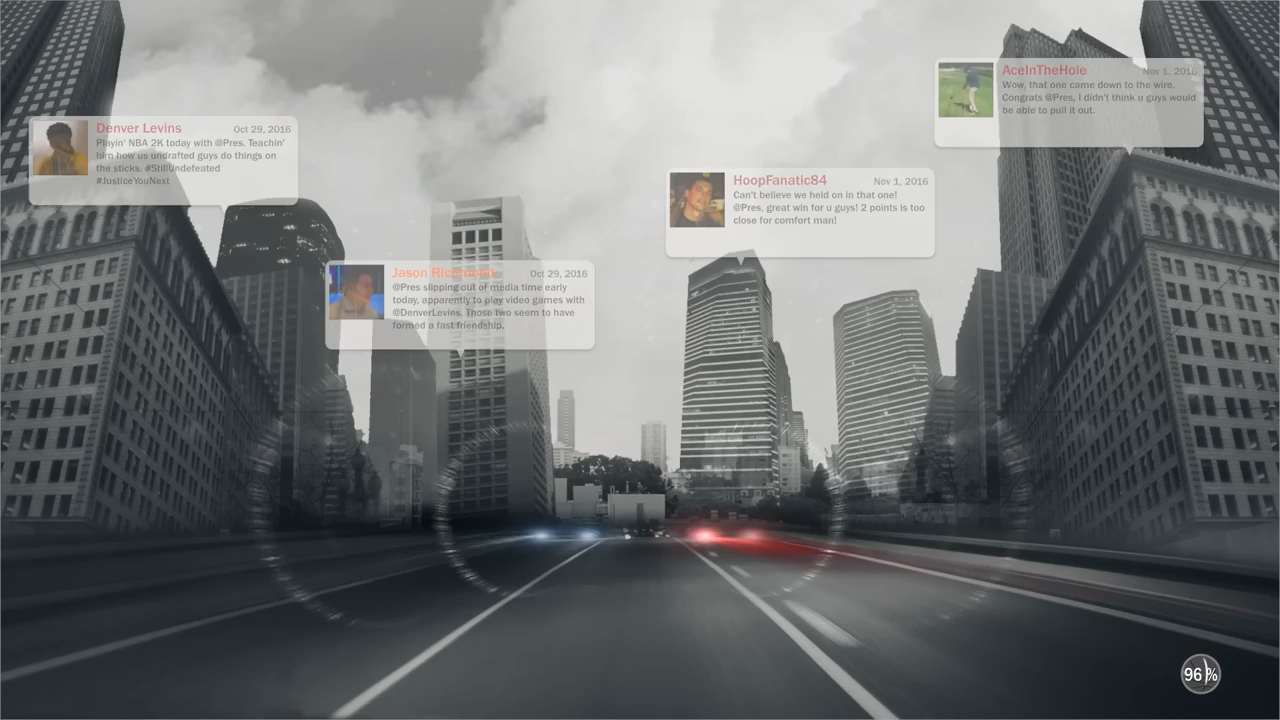 Denver Levins Oct 29, 2016
Playin' NBA 2K today with @Pres. Teachin'
him how us undrafted guys do things on
the sticks. #StillUndefeated
#JusticeYouNext
Jason Richmond Oct 29, 2016
@Pres slipping out of media time early
today, apparently to play video games with
@DenverLevins. Those two seem to have
formed a fast friendship.
HoopFanatic84 Nov 1, 2016
Can't believe we held on in that one!
@Pres, great win for u guys! 2 points is too
close for comfort man!
AceInTheHole Nov 1, 2016
Wow, that one came down to the wire.
Congrats @Pres, I didn't think u guys would
be able to pull it out.
96%